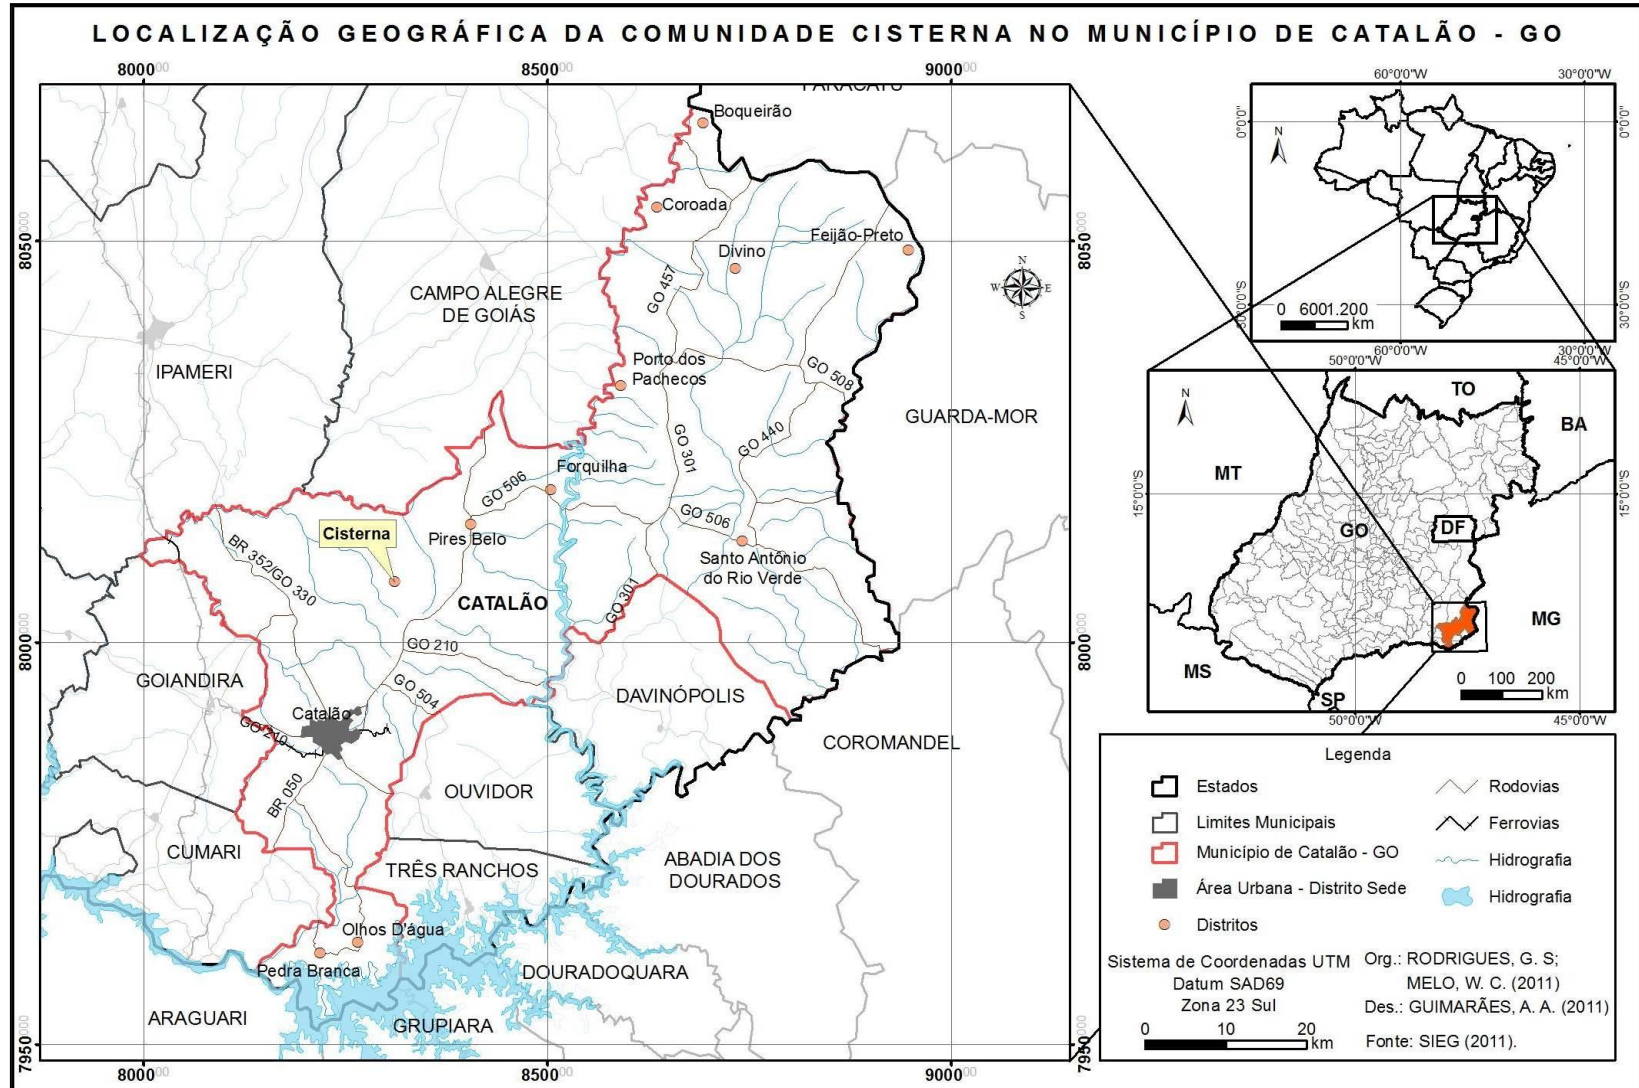 LOCALIZAÇÃO GEOGRÁFICA DA COMUNIDADE CISTERNA NO MUNICÍPIO DE CATALÃO - GO
800000
850000
900000
PARACATU
Boqueirão
Coroada
Feijão-Preto
Divino
8050000
8050000
GO 457
N
W
E
S
CAMPO ALEGRE
DE GOIÁS
Porto dos
Pachecos
IPAMERI
GO 508
GUARDA-MOR
GO 301
GO 440
Forquilha
GO 506
GO 506
Cisterna
Pires Belo
Santo Antônio
do Rio Verde
BR 352/GO 330
CATALÃO
GO 301
8000000
8000000
GO 210
GOIANDIRA
GO 504
DAVINÓPOLIS
Catalão
GO 210
COROMANDEL
OUVIDOR
BR 050
CUMARI
TRÊS RANCHOS
ABADIA DOS
DOURADOS
Olhos D'água
Pedra Branca
DOURADOQUARA
ARAGUARI
GRUPIARA
7950000
7950000
800000
850000
900000
60°0'0"W
30°0'0"W
0°0'0"
0°0'0"
N
30°0'0"S
30°0'0"S
0 6001.200
km
60°0'0"W
30°0'0"W
50°0'0"W
45°0'0"W
N
TO
BA
MT
15°0'0"S
15°0'0"S
GO
DF
MG
MS
SP
0 100 200
km
50°0'0"W
45°0'0"W
Legenda
Estados
Rodovias
Limites Municipais
Ferrovias
Município de Catalão - GO
Hidrografia
Área Urbana - Distrito Sede
Hidrografia
Distritos
Sistema de Coordenadas UTM
Datum SAD69
Zona 23 Sul
0 10 20
km
Org.: RODRIGUES, G. S;
MELO, W. C. (2011)
Des.: GUIMARÃES, A. A. (2011)
Fonte: SIEG (2011).